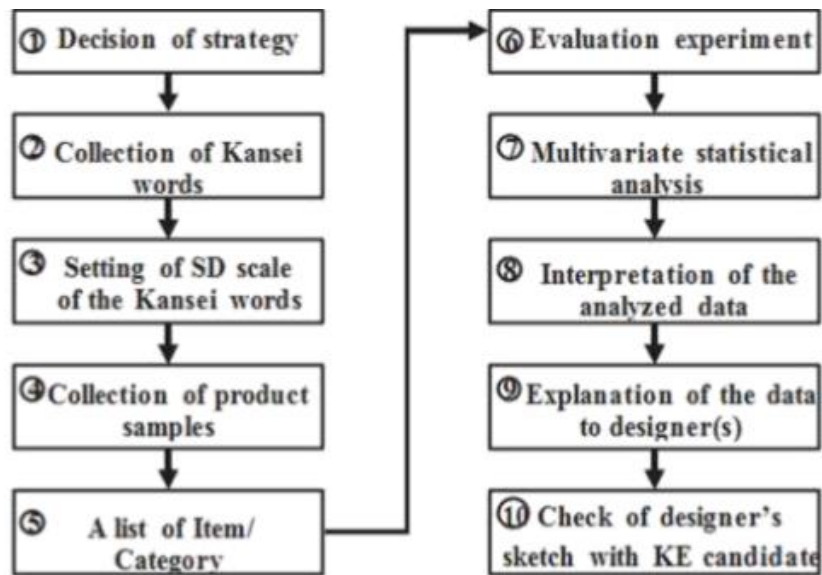 ① Decision of strategy
② Collection of Kansei
words
③ Setting of SD scale
of the Kansei words
④ Collection of product
samples
⑤ A list of Item/
Category
⑥ Evaluation experiment
⑦ Multivariate statistical
analysis
⑧ Interpretation of the
analyzed data
⑨ Explanation of the data
to designer(s)
⑩ Check of designer's
sketch with KE candidate